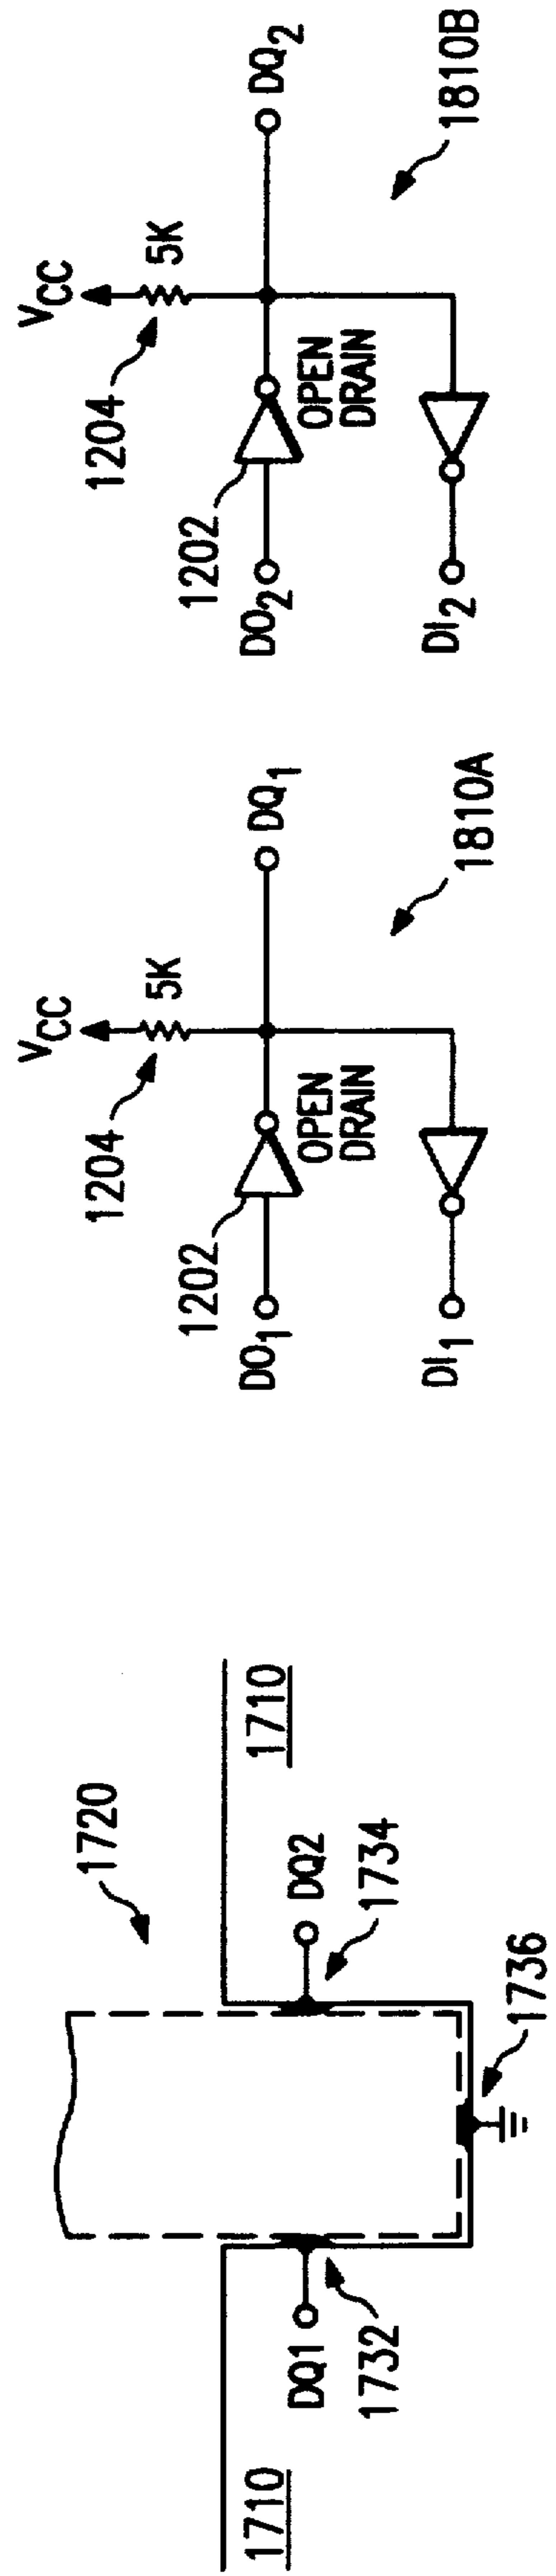 1720
1710
1710
DQ1
DQ2
1732
1734
1736
VCC
1204
5K
1202
DO1
OPEN
DRAIN
DQ1
DI1
1810A
VCC
1204
5K
1202
DO2
OPEN
DRAIN
DQ2
DI2
1810B